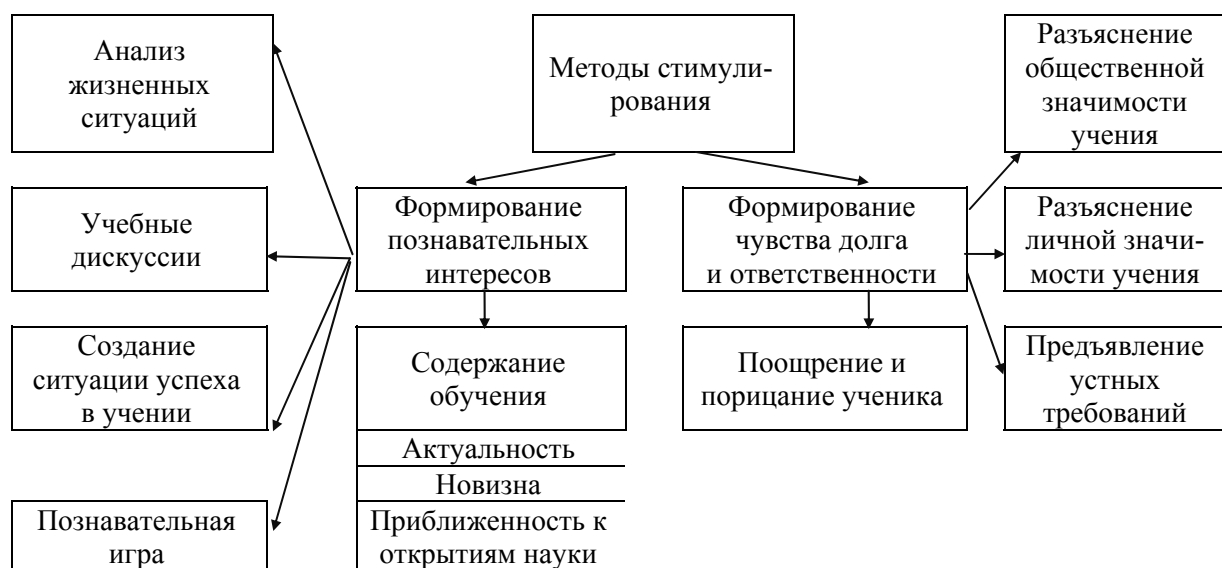 Анализ
жизненных
ситуаций
Методы стимули-
рования
Разъяснение
общественной
значимости
учения
Учебные
дискуссии
Формирование
познавательных
интересов
Формирование
чувства долга
и ответственности
Разъяснение
личной значи-
мости учения
Создание
ситуации успеха
в учении
Содержание
обучения
Поощрение и
порицание ученика
Предъявление
устных
требований
Актуальность
Новизна
Познавательная
игра
Приближенность к
открытиям науки